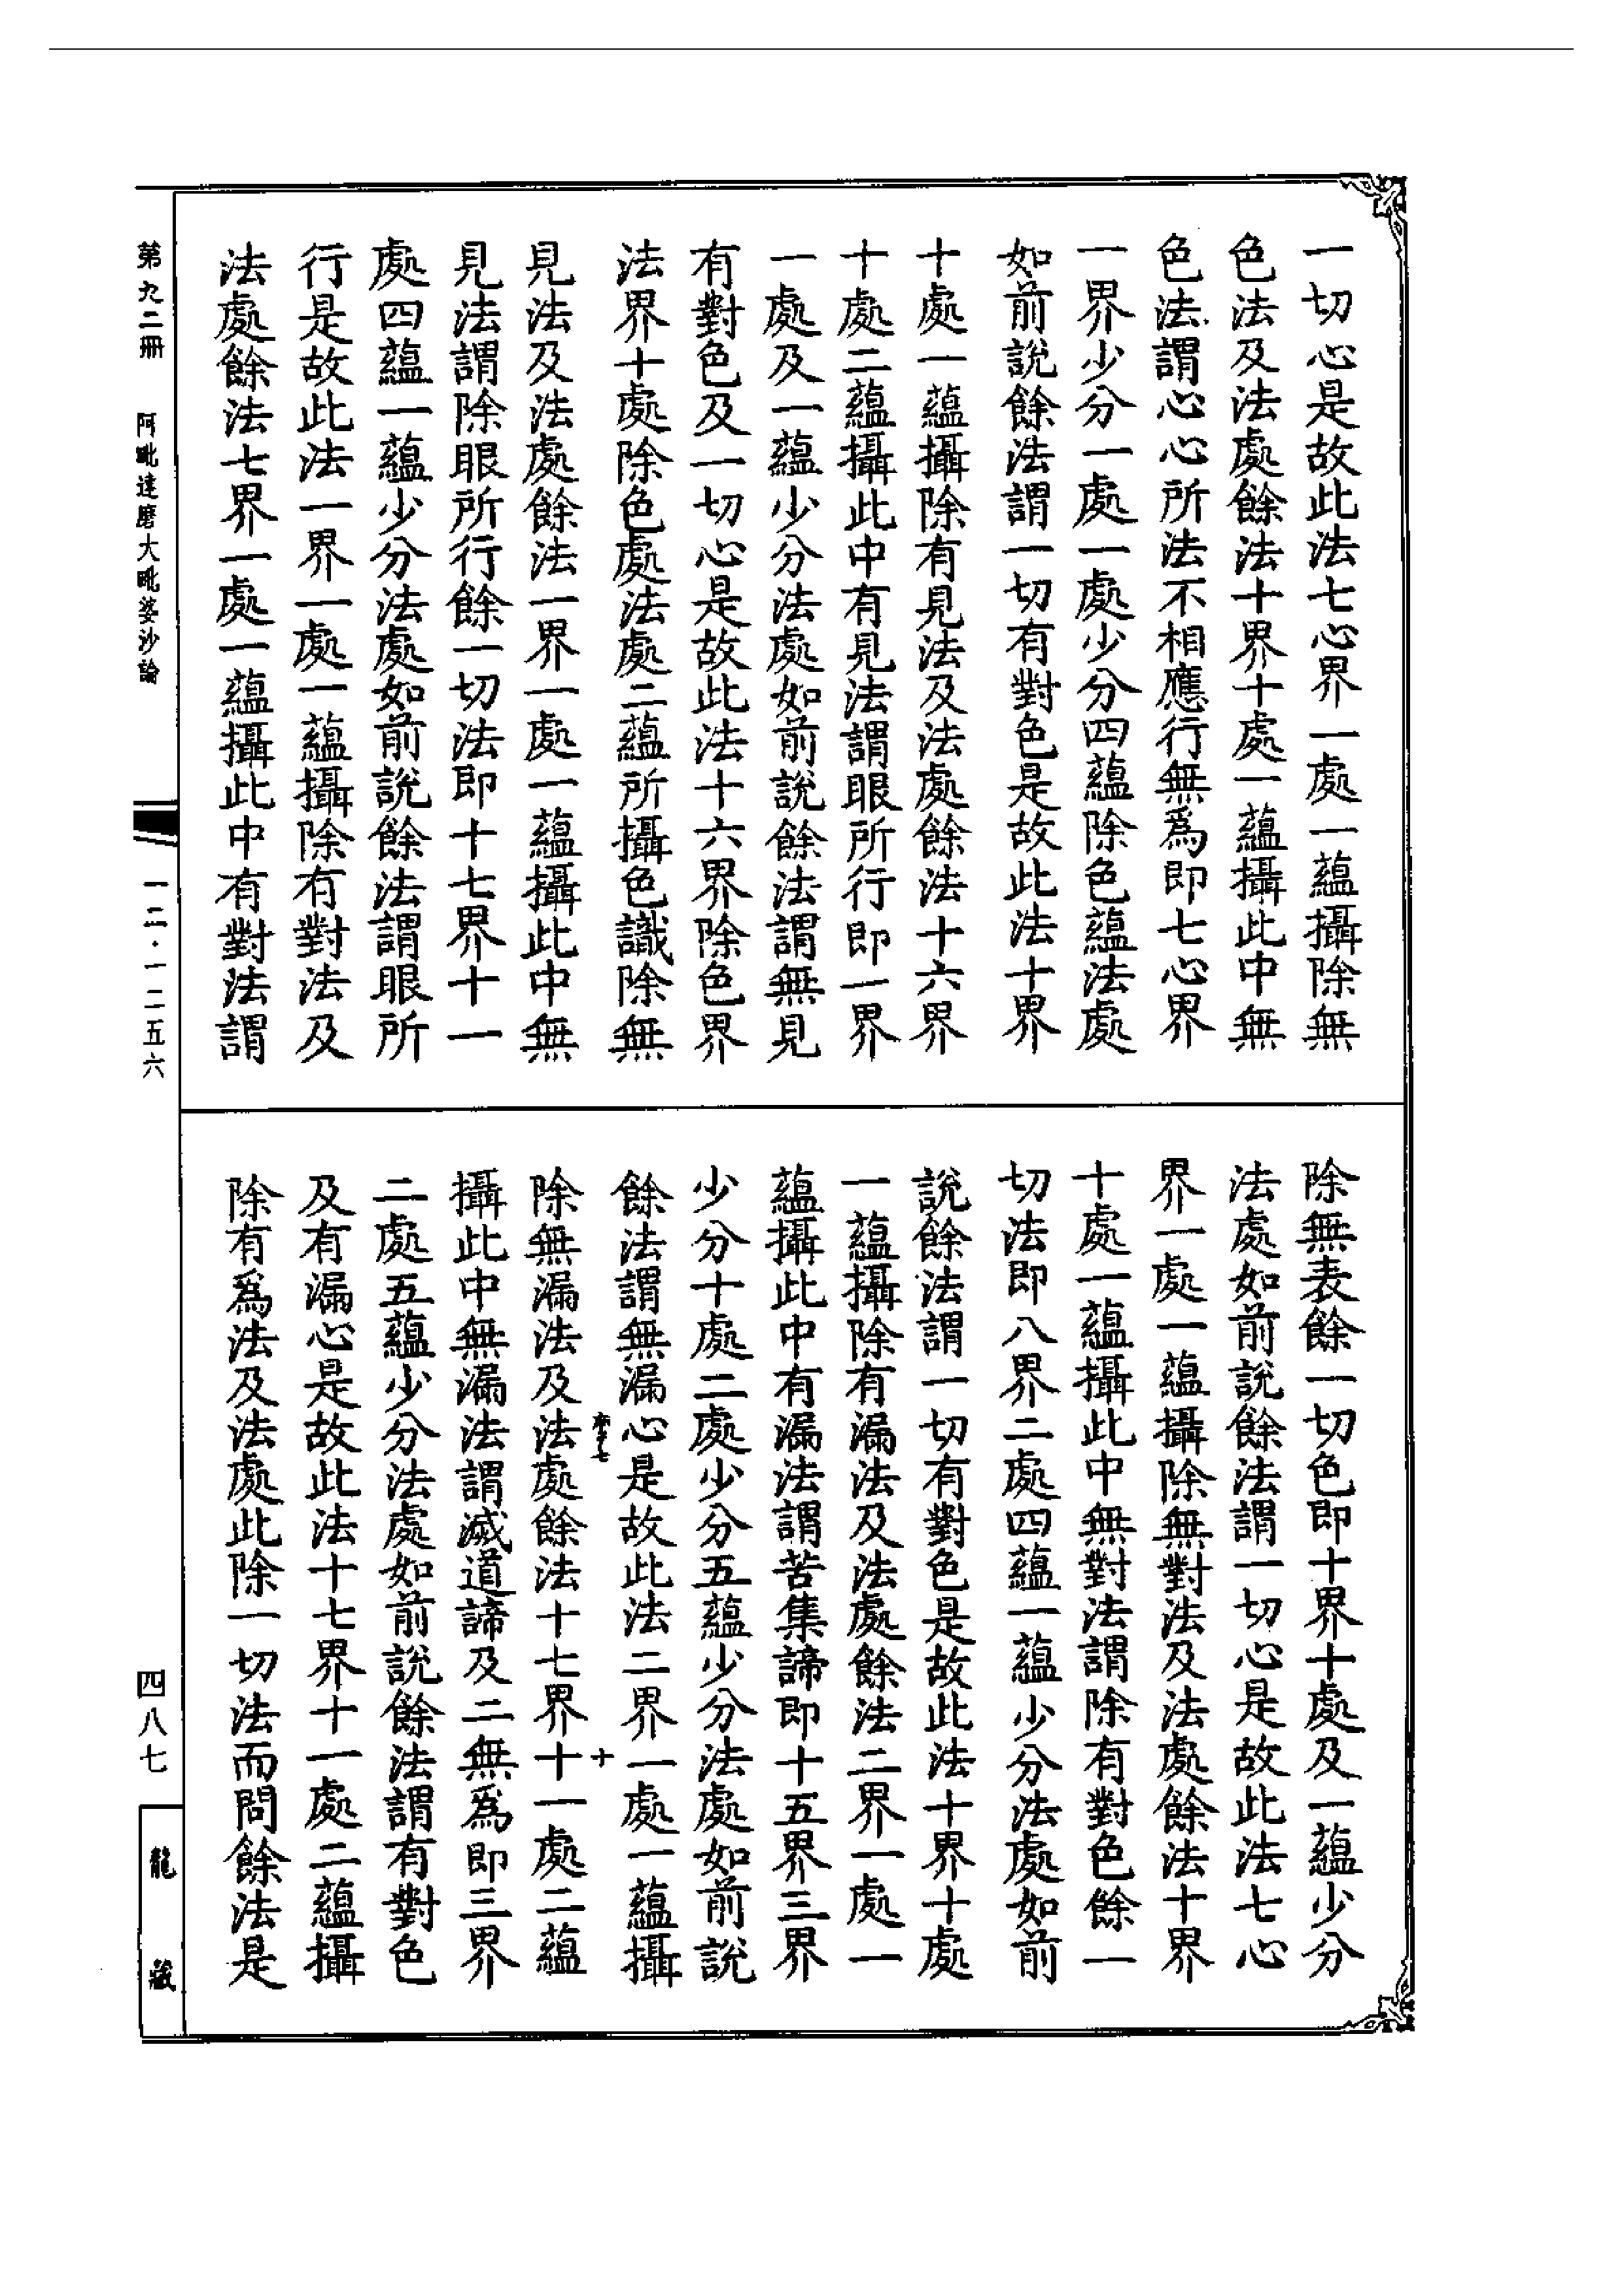 一切心是故此法七心界一處一蘊攝除無
色法及法處餘法十界十處一蘊攝此中無
色法謂心心所法不相應行無爲即七心界
一界少分一處一處少分四蘊除色蘊法處
如前說餘法謂一切有對色是故此法十界
十處一蘊攝除有見法及法處餘法十六界
十處二蘊攝此中有見法謂眼所行即一界
一處及一蘊少分法處如前說餘法謂無見
有對色及一切心是故此法十六界除色界
法界十處除色處法處二蘊所攝色識除無
見法及法處餘法一界一處一蘊攝此中無
見法謂除眼所行餘一切法即十七界十一
處四蘊一蘊少分法處如前說餘法謂眼所
行是故此法一界一處一蘊攝除有對法及
法處餘法七界一處一蘊攝此中有對法謂
除無表餘一切色即十界十處及一蘊少分
法處如前說餘法謂一切心是故此法七心
界一處一蘊攝除無對法及法處餘法十界
十處一蘊攝此中無對法謂除有對色餘一
切法即八界二處四蘊一蘊少分法處如前
說餘法謂一切有對色是故此法十界十處
一蘊攝除有漏法及法處餘法二界一處一
蘊攝此中有漏法謂苦集諦即十五界三界
少分十處二處少分五蘊少分法處如前說
餘法謂無漏心是故此法二界一處一蘊攝
十
除無漏法及法處餘法十七界十一處二蘊
攝此中無漏法謂滅道諦及二無爲即三界
二處五蘊少分法處如前說餘法謂有對色
及有漏心是故此法十七界十一處二蘊攝
除有爲法及法處此除一切法而問餘法是
第九二冊
阿毗達磨大毗婆沙論
一二·一二五六
四八七
龍藏